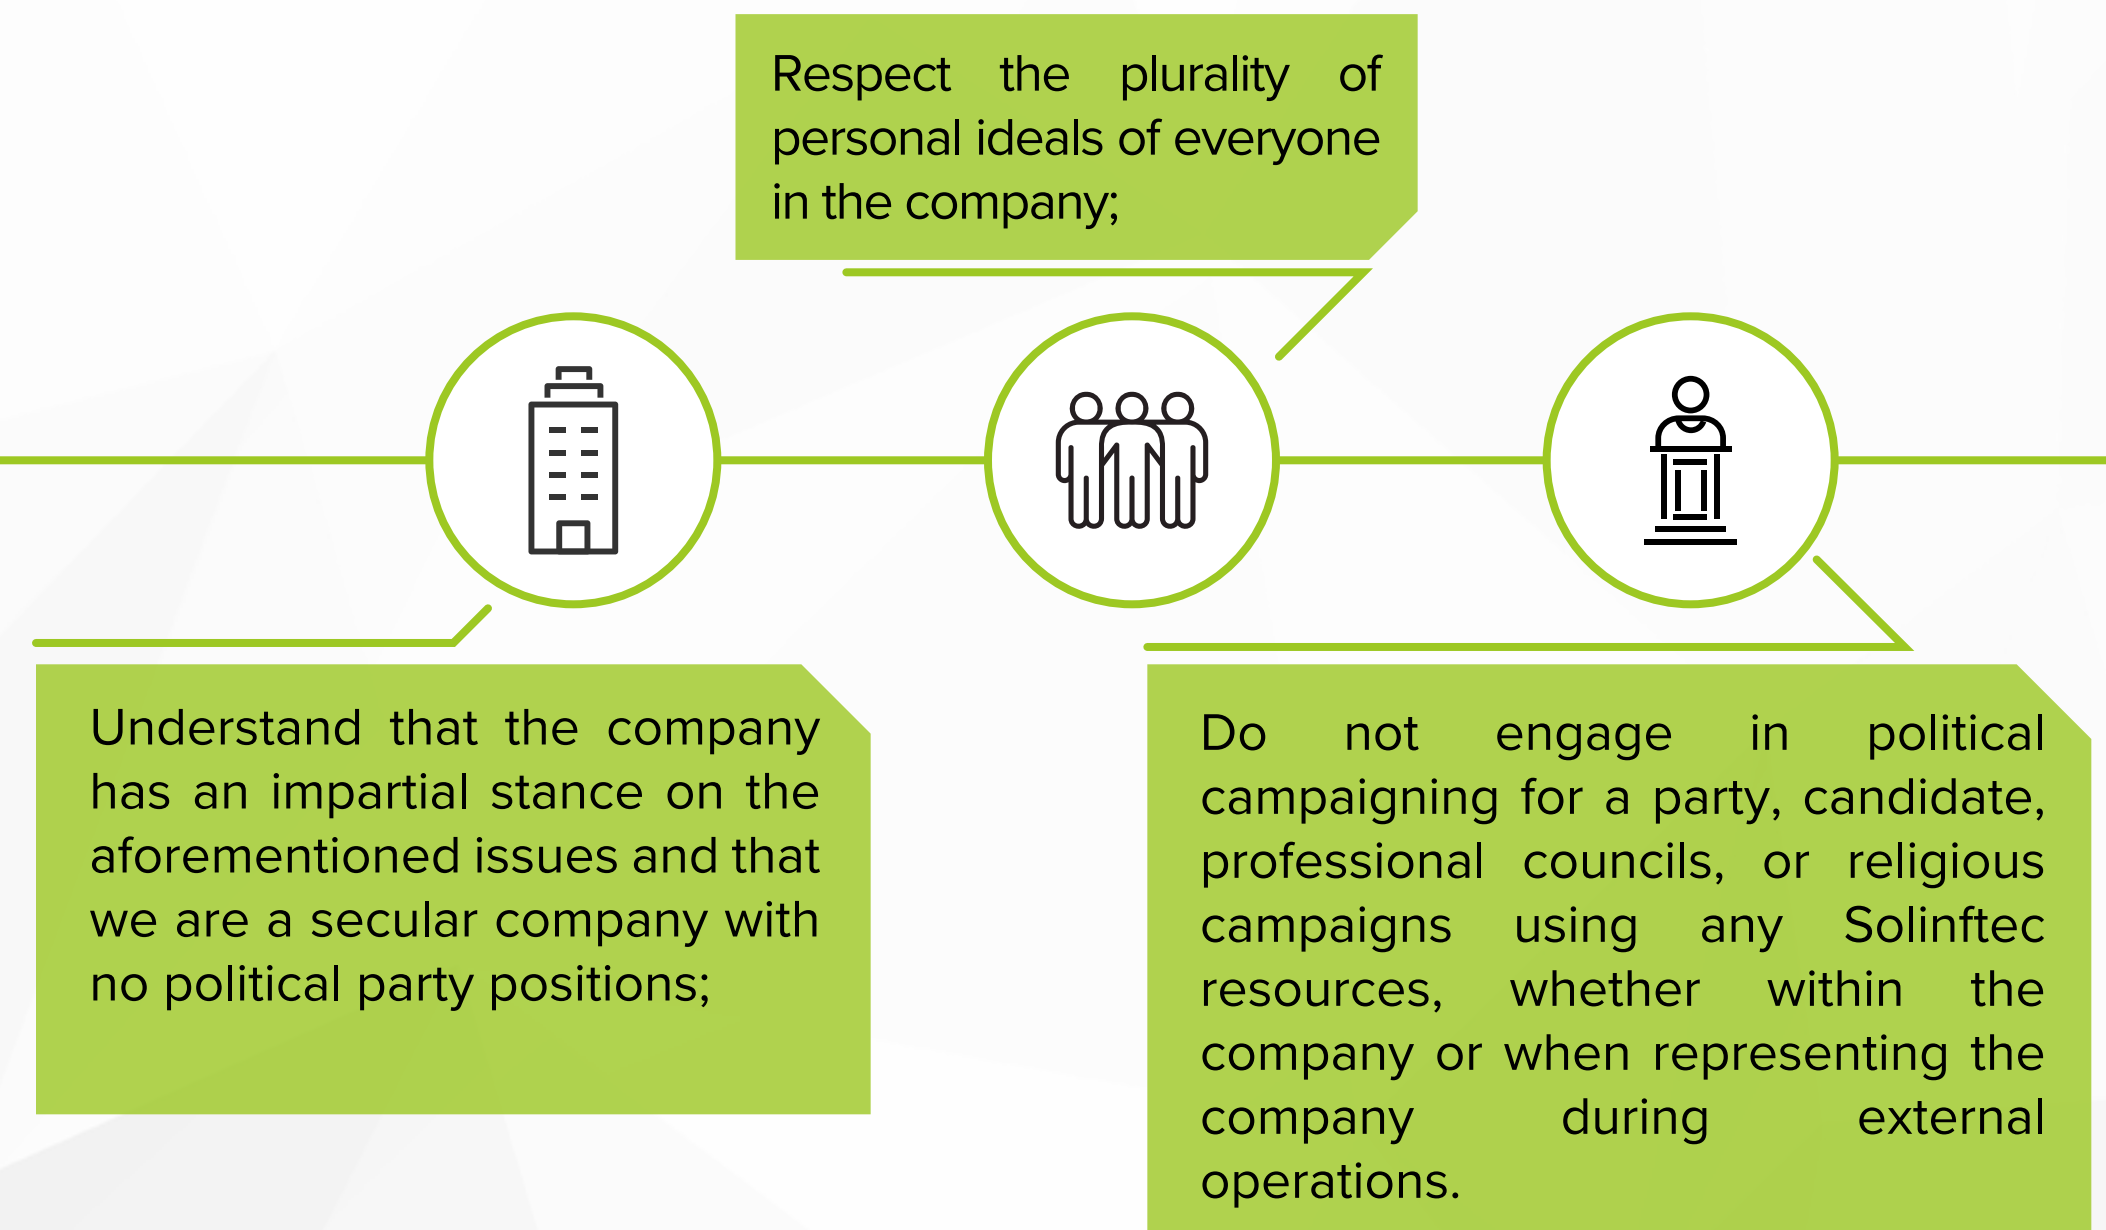 Respect the plurality of
personal ideals of everyone
in the company;
Understand that the company
has an impartial stance on the
aforementioned issues and that
we are a secular company with
no political party positions;
Do not engage in political
campaigning for a party, candidate,
professional councils, or religious
campaigns using any Solinftec
resources, whether within the
company or when representing the
company during external
operations.